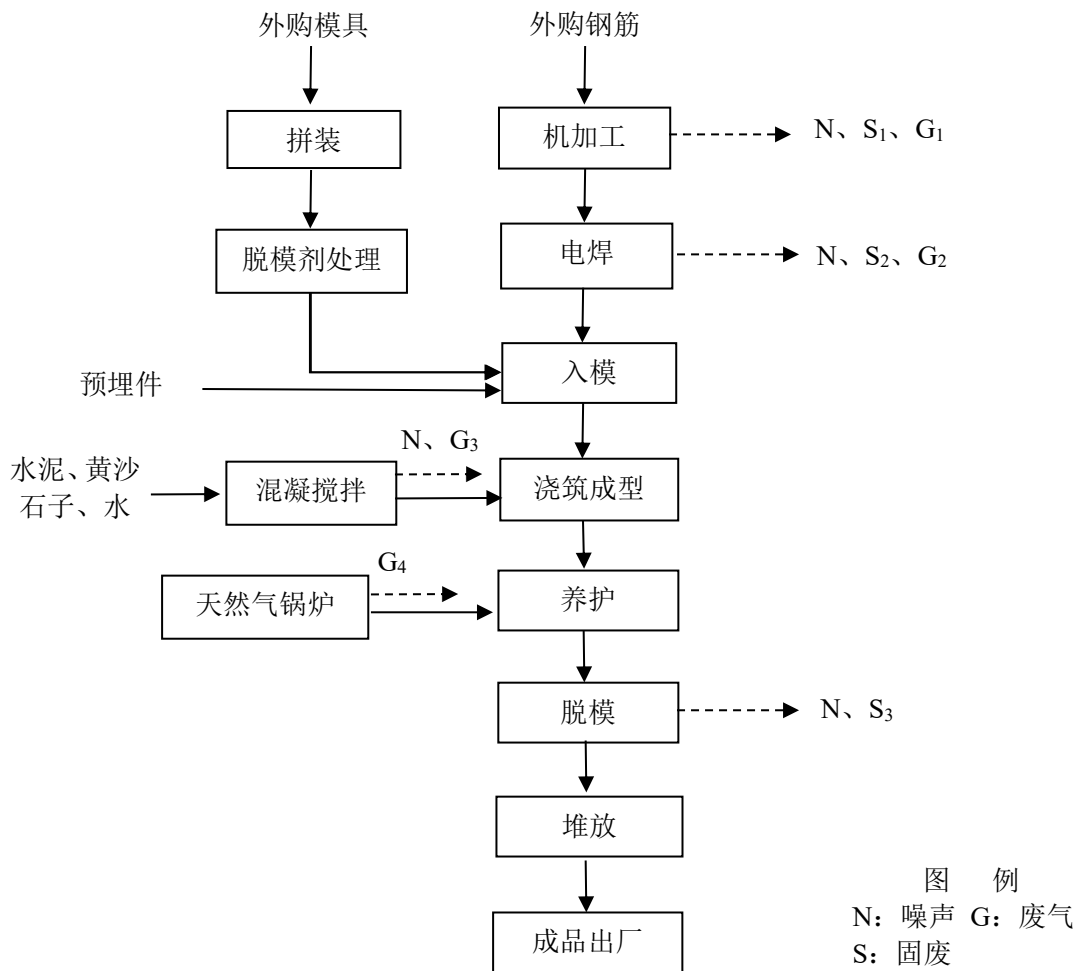 外购模具
外购钢筋
拼装
机加工
N、S₁、G₁
脱模剂处理
电焊
N、S₂、G₂
预埋件
入模
N、G₃
水泥、黄沙
石子、水
混凝搅拌
浇筑成型
G₄
天然气锅炉
养护
脱模
N、S₃
堆放
成品出厂
图 例
N：噪声 G：废气
S：固废